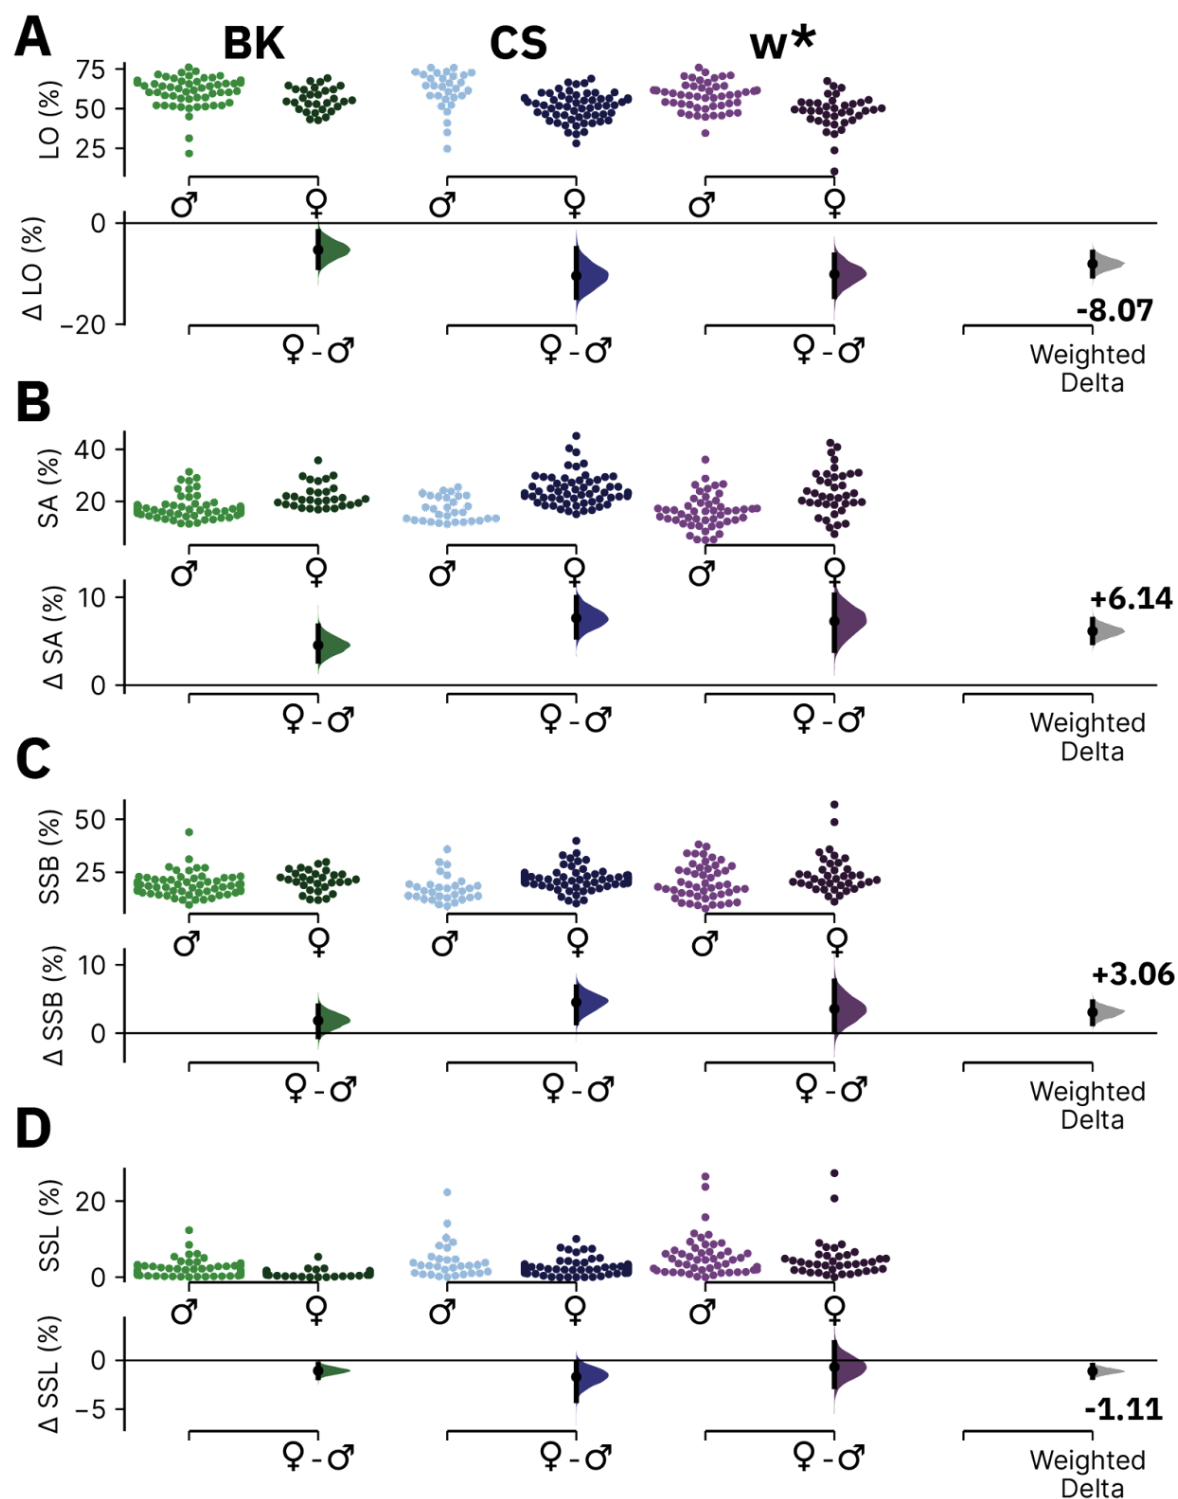 A
BK CS w*
LO (%)
75
50
25
♂ ♀ ♂ ♀ ♂ ♀
Δ LO (%)
0
−20
-8.07
♀ - ♂ ♀ - ♂ ♀ - ♂ Weighted
Delta
B
SA (%)
40
20
♂ ♀ ♂ ♀ ♂ ♀
Δ SA (%)
10
0
+6.14
♀ - ♂ ♀ - ♂ ♀ - ♂ Weighted
Delta
C
SSB (%)
50
25
♂ ♀ ♂ ♀ ♂ ♀
Δ SSB (%)
10
0
+3.06
♀ - ♂ ♀ - ♂ ♀ - ♂ Weighted
Delta
D
SSL (%)
20
0
♂ ♀ ♂ ♀ ♂ ♀
Δ SSL (%)
0
−5
-1.11
♀ - ♂ ♀ - ♂ ♀ - ♂ Weighted
Delta